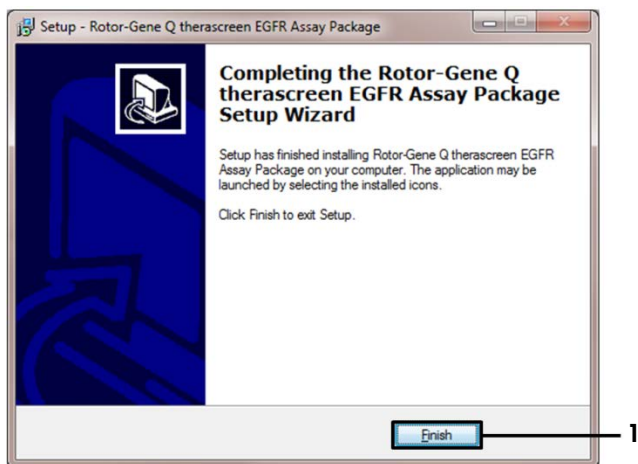 Setup - Rotor-Gene Q therascreen EGFR Assay Package
Completing the Rotor-Gene Q
therascreen EGFR Assay Package
Setup Wizard
Setup has finished installing Rotor-Gene Q therascreen EGFR
Assay Package on your computer. The application may be
launched by selecting the installed icons.
Click Finish to exit Setup.
Finish
1